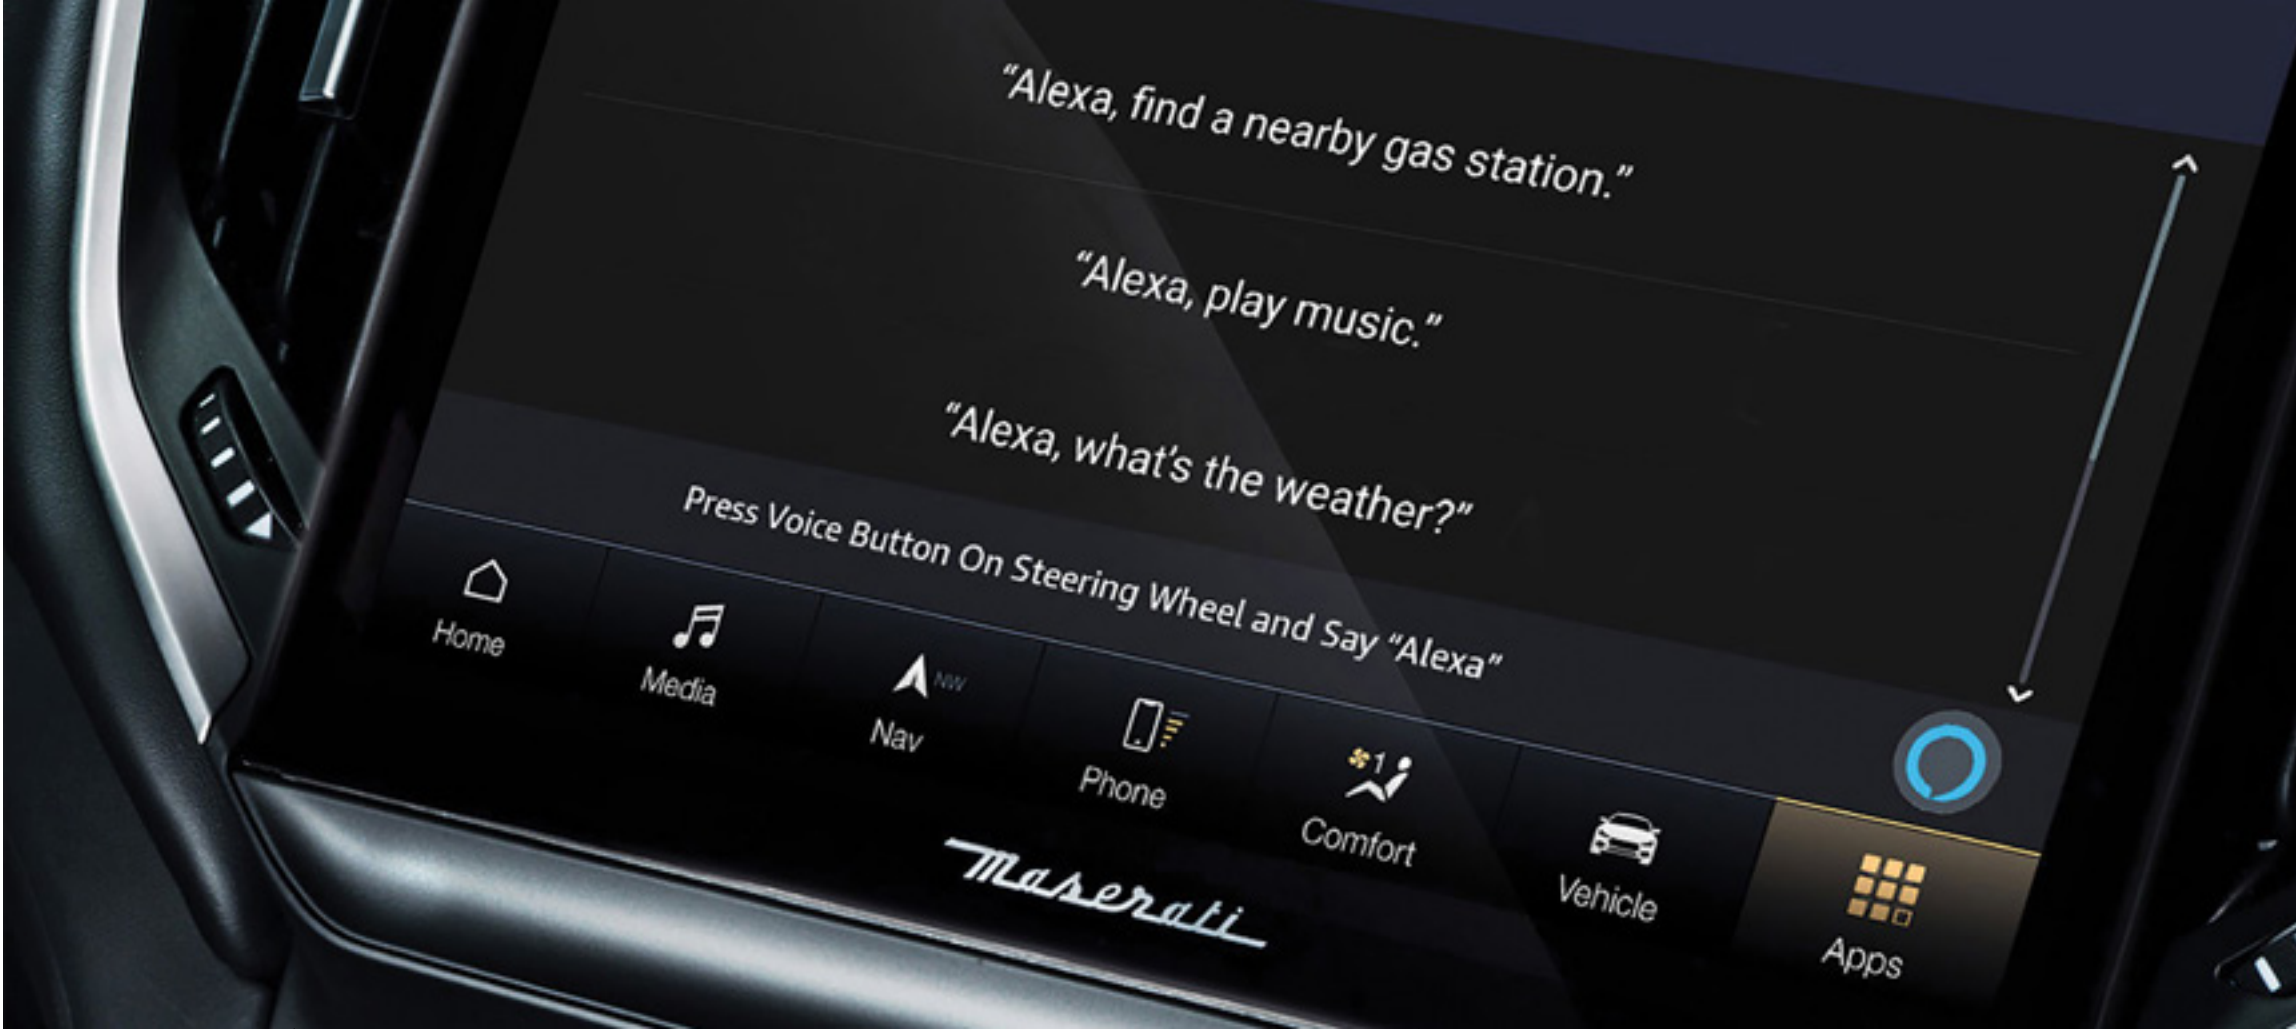 “Alexa, find a nearby gas station.”
“Alexa, play music.”
“Alexa, what’s the weather?”
Press Voice Button On Steering Wheel and Say “Alexa”
Home
Media
NW
Nav
Phone
1
Comfort
Vehicle
Apps
Maserati